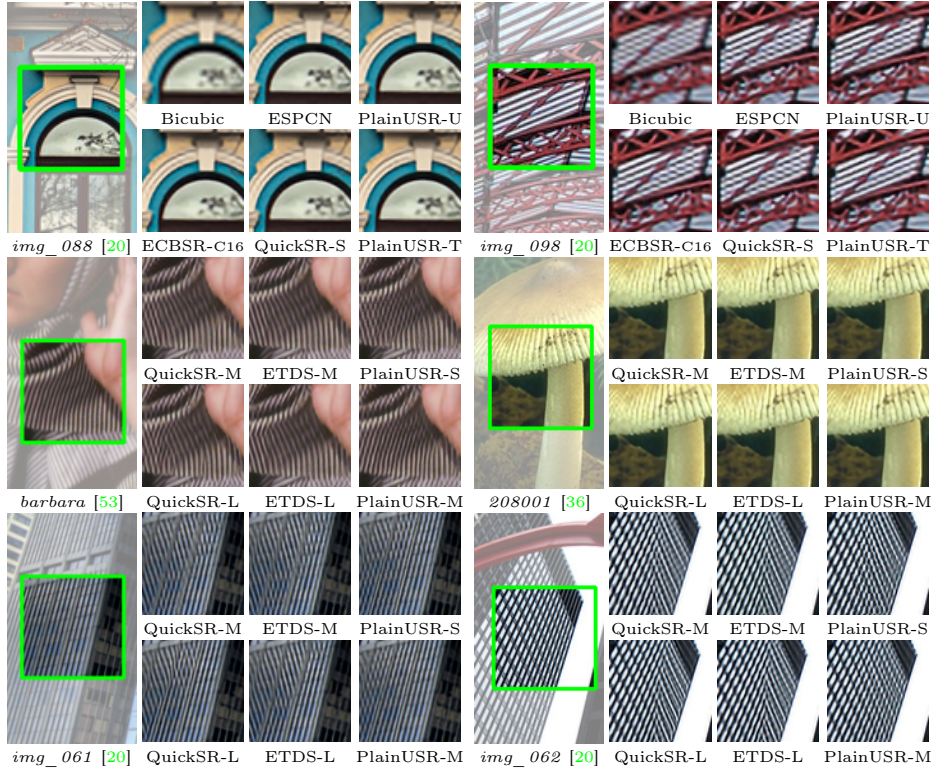 Bicubic ESPCN PlainUSR-U Bicubic ESPCN PlainUSR-U
img_088 [20] ECBSR-C16 QuickSR-S PlainUSR-T img_098 [20] ECBSR-C16 QuickSR-S PlainUSR-T
QuickSR-M ETDS-M PlainUSR-S QuickSR-M ETDS-M PlainUSR-S
barbara [53] QuickSR-L ETDS-L PlainUSR-M 208001 [36] QuickSR-L ETDS-L PlainUSR-M
QuickSR-M ETDS-M PlainUSR-S QuickSR-M ETDS-M PlainUSR-S
img_061 [20] QuickSR-L ETDS-L PlainUSR-M img_062 [20] QuickSR-L ETDS-L PlainUSR-M